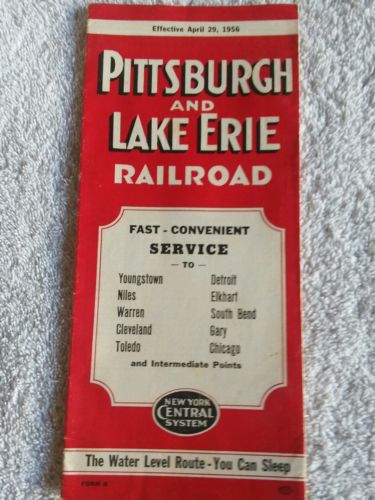 Effective April 29, 1956
PITTSBURGH
AND
LAKE ERIE
RAILROAD
FAST - CONVENIENT
SERVICE
— TO —
Youngstown Detroit
Niles Elkhart
Warren South Bend
Cleveland Gary
Toledo Chicago
and Intermediate Points
NEW YORK
CENTRAL
SYSTEM
The Water Level Route - You Can Sleep
FORM